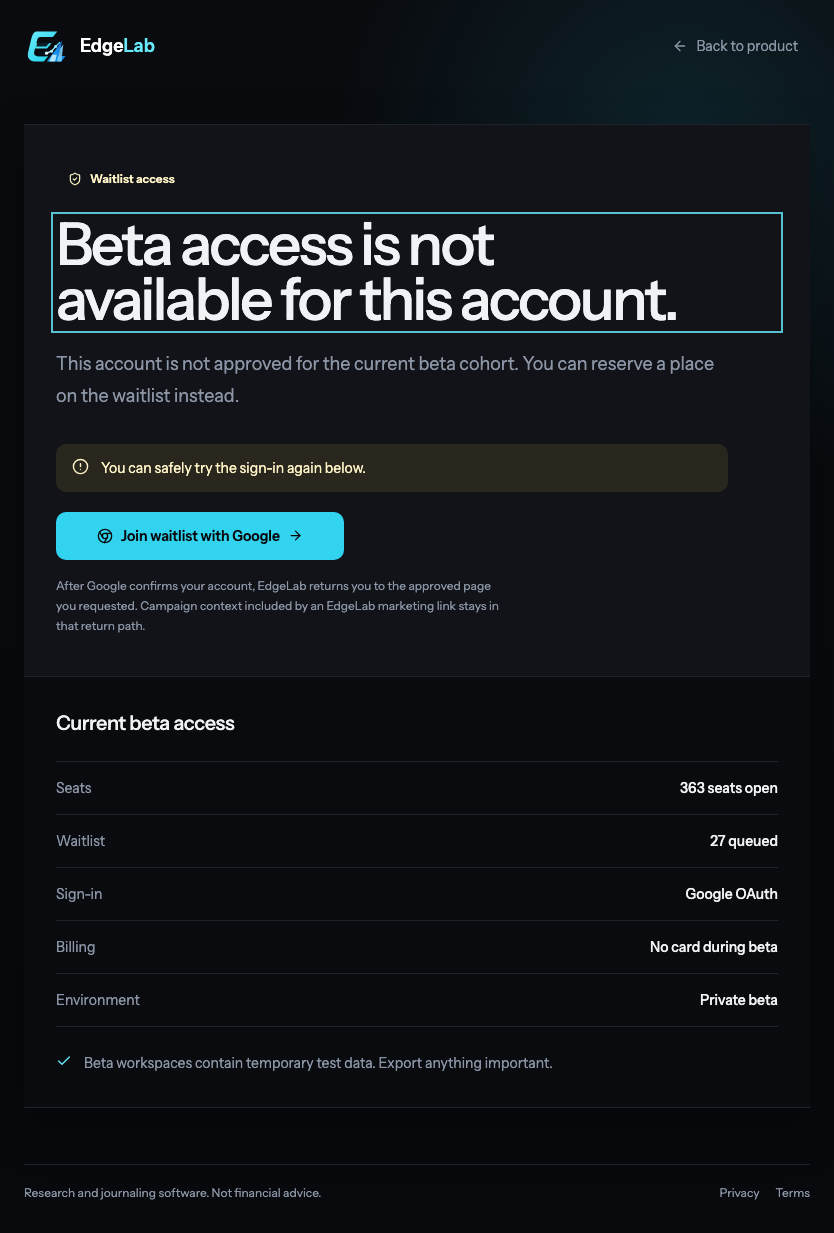 EdgeLab
Back to product
Waitlist access
Beta access is not
available for this account.
This account is not approved for the current beta cohort. You can reserve a place
on the waitlist instead.
You can safely try the sign-in again below.
Join waitlist with Google
After Google confirms your account, EdgeLab returns you to the approved page
you requested. Campaign context included by an EdgeLab marketing link stays in
that return path.
Current beta access
Seats 363 seats open
Waitlist 27 queued
Sign-in Google OAuth
Billing No card during beta
Environment Private beta
Beta workspaces contain temporary test data. Export anything important.
Research and journaling software. Not financial advice. Privacy Terms